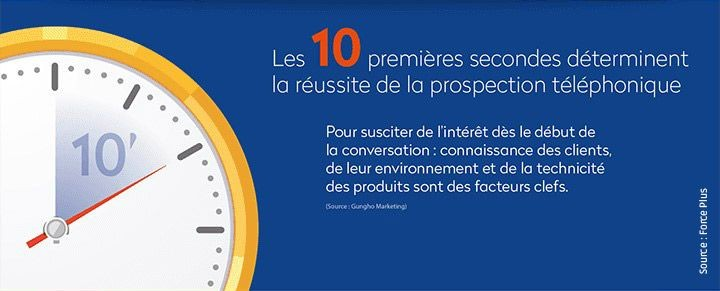 Les 10 premières secondes déterminent
la réussite de la prospection téléphonique
10’
Pour susciter de l’intérêt dès le début de
la conversation : connaissance des clients,
de leur environnement et de la technicité
des produits sont des facteurs clefs.
(Source : Gungho Marketing)
Source : Force Plus